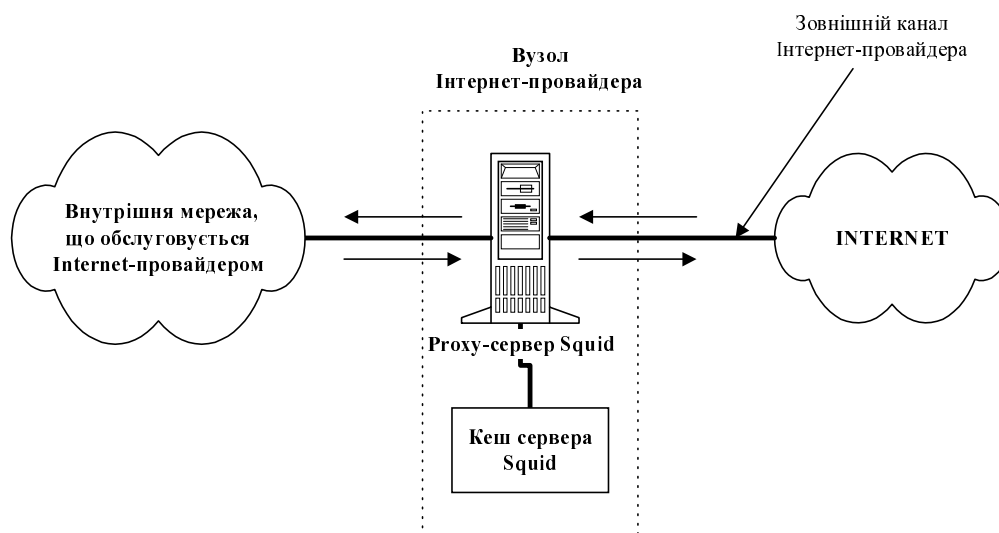 Зовнішній канал
Інтернет-провайдера
Вузол
Інтернет-провайдера
Внутрішня мережа,
що обслуговується
Internet-провайдером
INTERNET
Proxy-сервер Squid
Кеш сервера
Squid